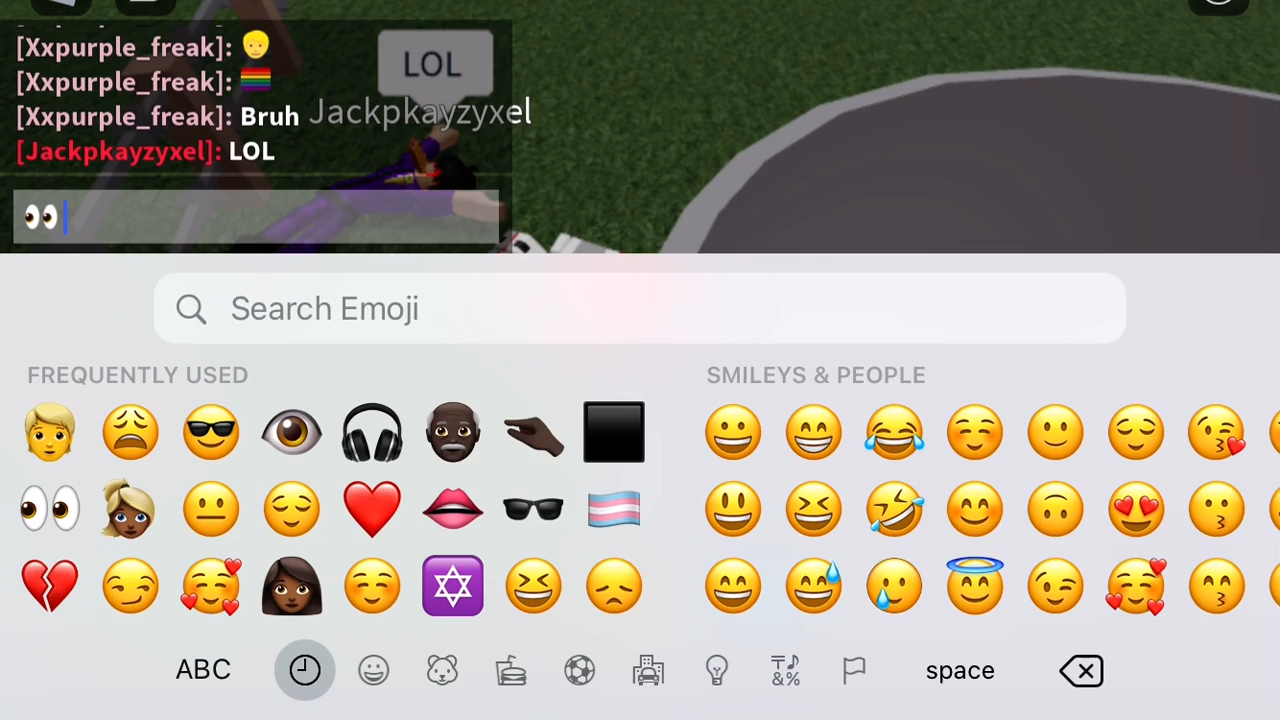 [Xxpurple_freak]: 👱
[Xxpurple_freak]: 🏳️‍🌈
[Xxpurple_freak]: Bruh
[Jackpkayzyxel]: LOL
LOL
Jackpkayzyxel
👀
Search Emoji
FREQUENTLY USED
SMILEYS & PEOPLE
ABC
space